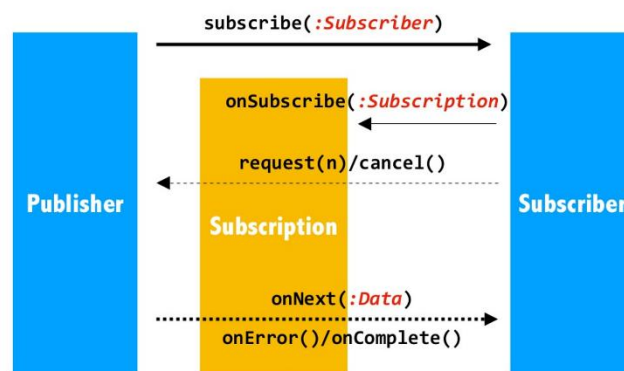 subscribe(:Subscriber)
onSubscribe(:Subscription)
request(n)/cancel()
Publisher
Subscription
Subscriber
onNext(:Data)
onError()/onComplete()